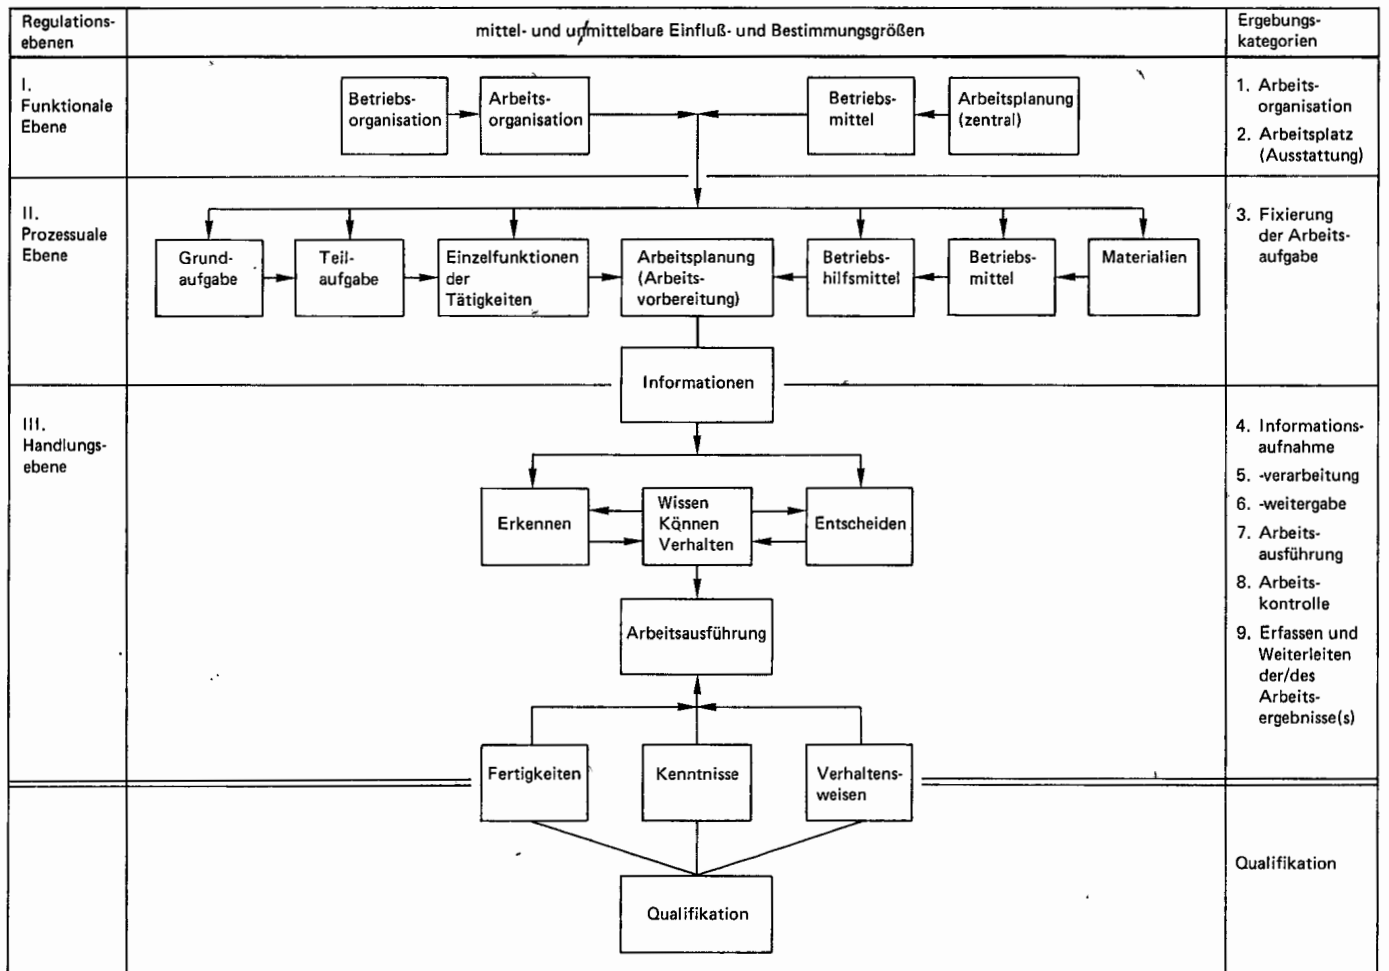 Regulations-
ebenen
mittel- und unmittelbare Einfluß- und Bestimmungsgrößen
Ergebungs-
kategorien
I.
Funktionale
Ebene
Betriebs-
organisation
Arbeits-
organisation
Betriebs-
mittel
Arbeitsplanung
(zentral)
1. Arbeits-
organisation
2. Arbeitsplatz
(Ausstattung)
II.
Prozessuale
Ebene
Grund-
aufgabe
Teil-
aufgabe
Einzelfunktionen
der
Tätigkeiten
Arbeitsplanung
(Arbeits-
vorbereitung)
Betriebs-
hilfsmittel
Betriebs-
mittel
Materialien
3. Fixierung
der Arbeits-
aufgabe
Informationen
III.
Handlungs-
ebene
Erkennen
Wissen
Können
Verhalten
Entscheiden
Arbeitsausführung
Fertigkeiten
Kenntnisse
Verhaltens-
weisen
4. Informations-
aufnahme
5. -verarbeitung
6. -weitergabe
7. Arbeits-
ausführung
8. Arbeits-
kontrolle
9. Erfassen und
Weiterleiten
der/des
Arbeits-
ergebnisse(s)
Qualifikation
Qualifikation